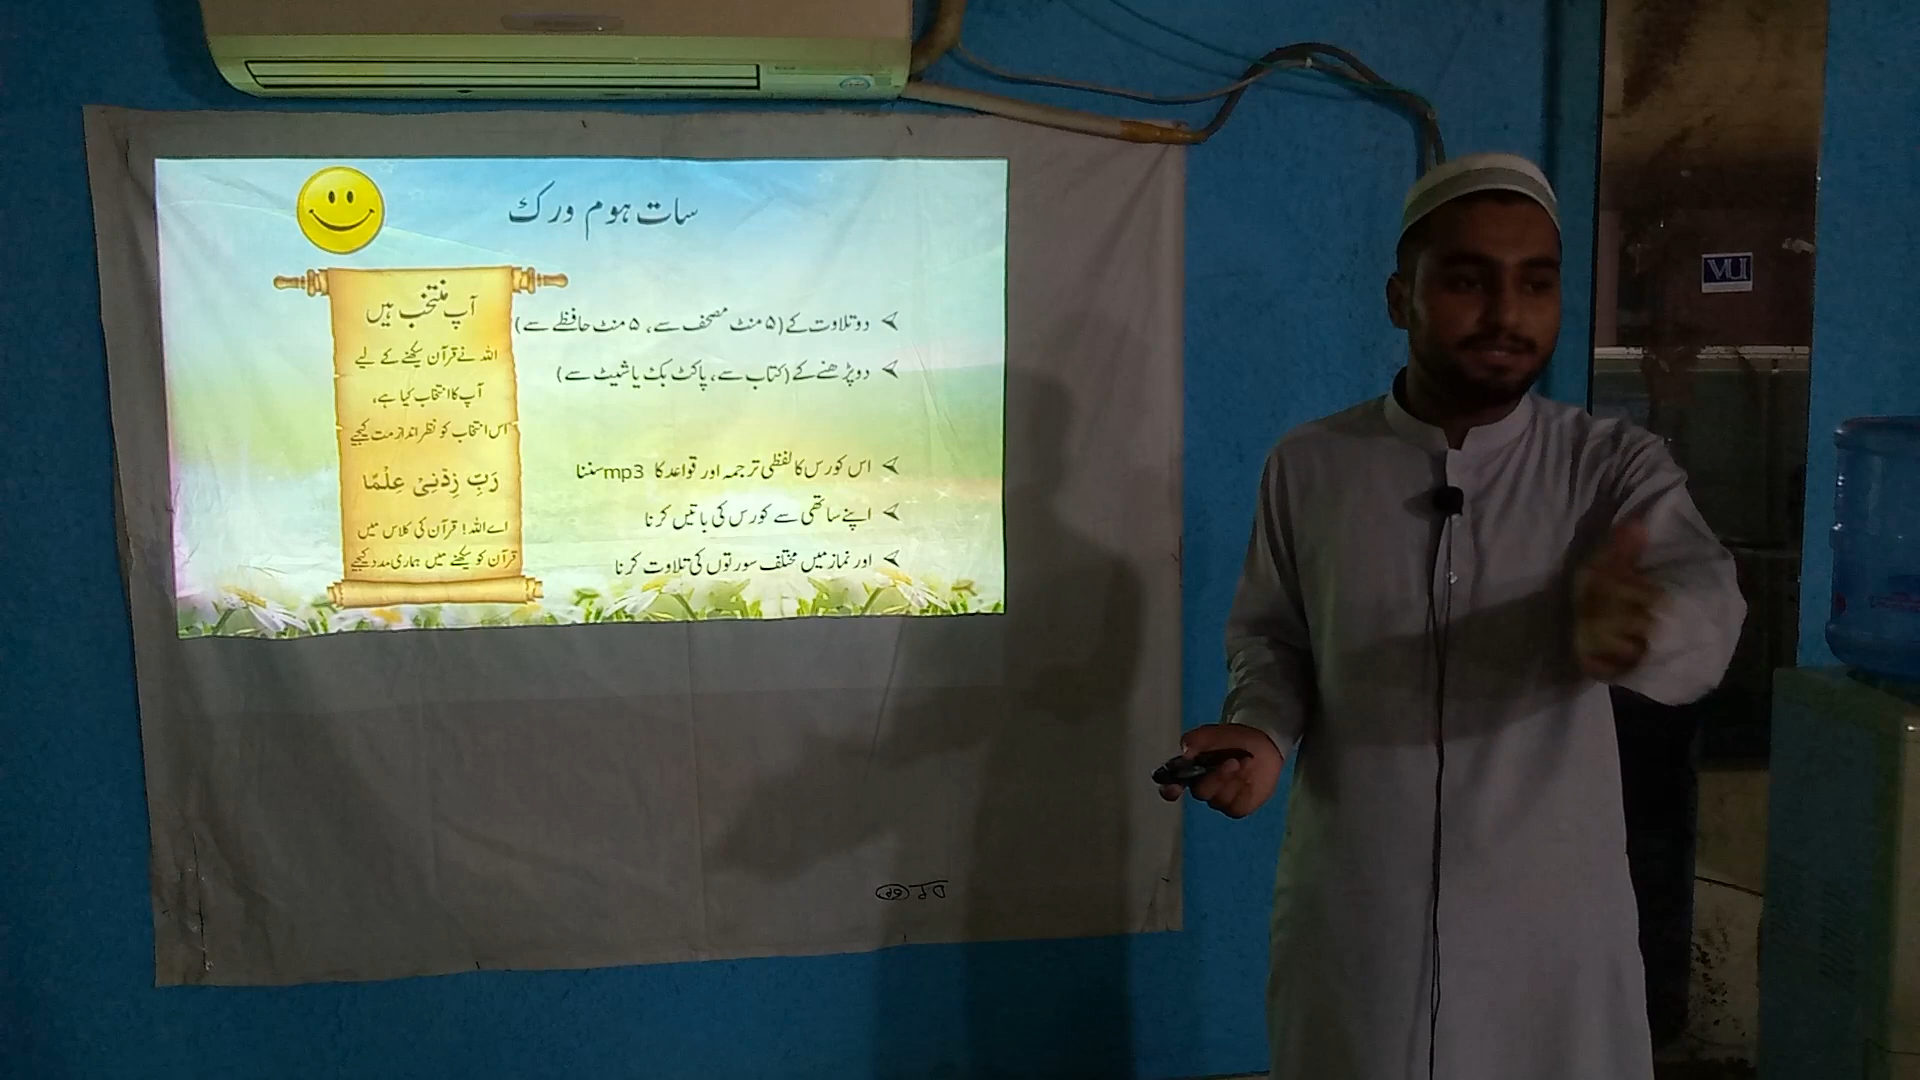 سات ہوم ورک
دو تلاوت کے (۵ منٹ مصحف سے، ۵ منٹ حافظے سے)
دو پڑھنے کے (کتاب سے، پاکٹ بک یا شیٹ سے)
اس کورس کا لفظی ترجمہ اور قواعد کا mp3 سننا
اپنے ساتھی سے کورس کی باتیں کرنا
اور نماز میں مختلف سورتوں کی تلاوت کرنا
آپ منتخب ہیں
اللہ نے قرآن سیکھنے کے لیے
آپ کا انتخاب کیا ہے،
اس انتخاب کو نظر انداز مت کیجیے
رَبِّ زِدْنِیْ عِلْمًا
اے اللہ! قرآن کی کلاس میں
قرآن کو سیکھنے میں ہماری مدد کیجیے
VU